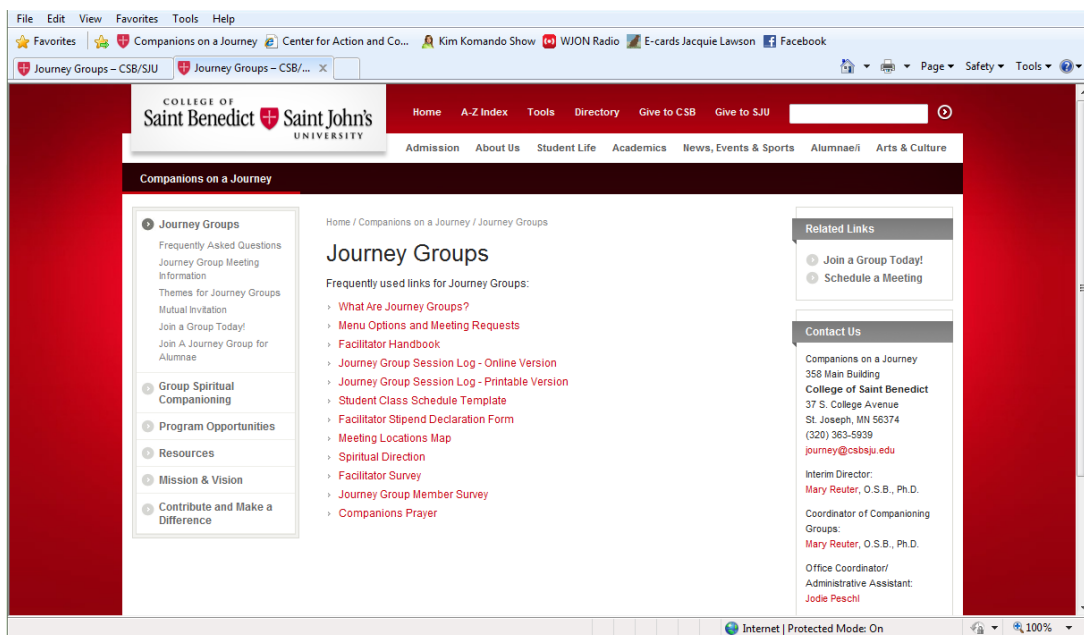 File Edit View Favorites Tools Help
Favorites Companions on a Journey Center for Action and Co... Kim Komando Show WJON Radio E-cards Jacquie Lawson Facebook
Journey Groups – CSB/SJU Journey Groups – CSB/... X Page Safety Tools
COLLEGE OF
Saint Benedict Saint John's
UNIVERSITY
Home A-Z Index Tools Directory Give to CSB Give to SJU
Admission About Us Student Life Academics News, Events & Sports Alumnae/i Arts & Culture
Companions on a Journey
Journey Groups
Frequently Asked Questions
Journey Group Meeting
Information
Themes for Journey Groups
Mutual Invitation
Join a Group Today!
Join A Journey Group for
Alumnae
Group Spiritual
Companioning
Program Opportunities
Resources
Mission & Vision
Contribute and Make a
Difference
Home / Companions on a Journey / Journey Groups
Journey Groups
Frequently used links for Journey Groups:
What Are Journey Groups?
Menu Options and Meeting Requests
Facilitator Handbook
Journey Group Session Log - Online Version
Journey Group Session Log - Printable Version
Student Class Schedule Template
Facilitator Stipend Declaration Form
Meeting Locations Map
Spiritual Direction
Facilitator Survey
Journey Group Member Survey
Companions Prayer
Related Links
Join a Group Today!
Schedule a Meeting
Contact Us
Companions on a Journey
358 Main Building
College of Saint Benedict
37 S. College Avenue
St. Joseph, MN 56374
(320) 363-5939
journey@csbsju.edu
Interim Director:
Mary Reuter, O.S.B., Ph.D.
Coordinator of Companioning
Groups:
Mary Reuter, O.S.B., Ph.D.
Office Coordinator/
Administrative Assistant:
Jodie Peschl
Internet | Protected Mode: On 100%